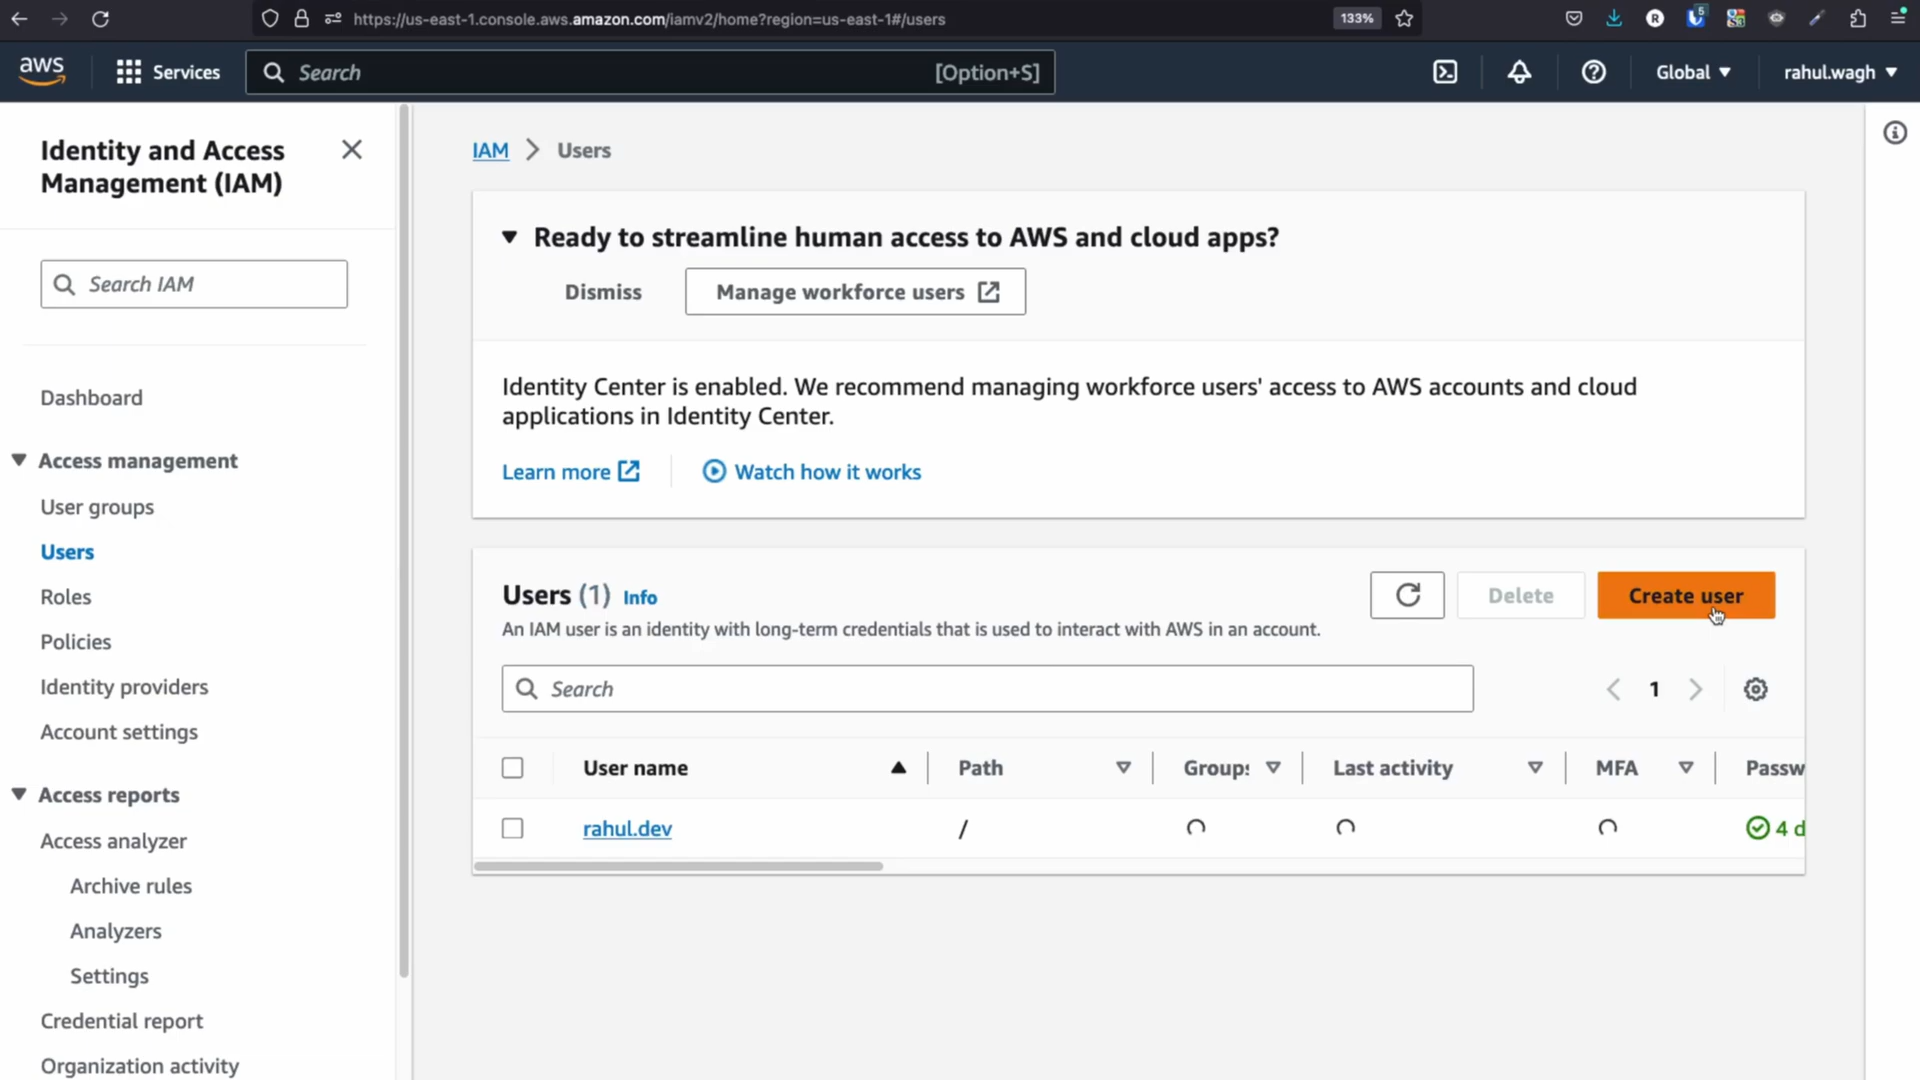 https://us-east-1.console.aws.amazon.com/iamv2/home?region=us-east-1#/users
133%
5
R
aws
Services
Search
[Option+S]
Global
rahul.wagh
Identity and Access
Management (IAM)
Search IAM
Dashboard
Access management
User groups
Users
Roles
Policies
Identity providers
Account settings
Access reports
Access analyzer
Archive rules
Analyzers
Settings
Credential report
Organization activity
IAM > Users
Ready to streamline human access to AWS and cloud apps?
Dismiss
Manage workforce users
Identity Center is enabled. We recommend managing workforce users' access to AWS accounts and cloud
applications in Identity Center.
Learn more
Watch how it works
Users (1) Info
Delete
Create user
An IAM user is an identity with long-term credentials that is used to interact with AWS in an account.
Search
1
User name
Path
Group:
Last activity
MFA
Passw
rahul.dev
/
4 d